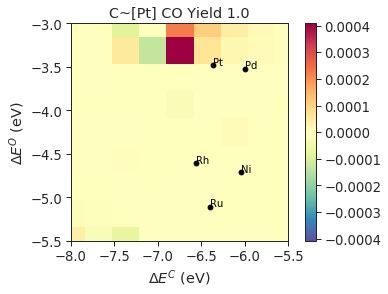 C~[Pt] CO Yield 1.0
ΔE^O (eV)
−3.0
−3.5
−4.0
−4.5
−5.0
−5.5
Pt
Pd
Rh
Ni
Ru
−8.0 −7.5 −7.0 −6.5 −6.0 −5.5
ΔE^C (eV)
0.0004
0.0003
0.0002
0.0001
0.0000
−0.0001
−0.0002
−0.0003
−0.0004